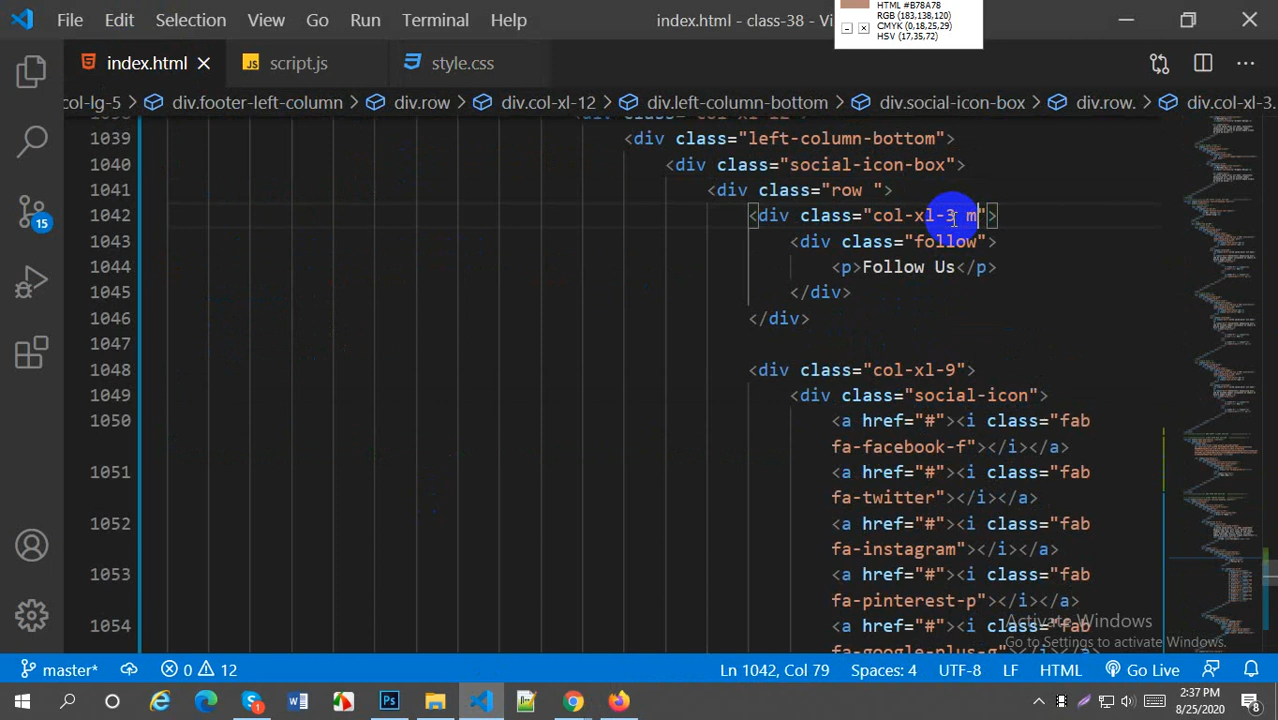 HTML #B78A78
RGB (183,138,120)
CMYK (0,18,25,29)
HSV (17,35,72)
File Edit Selection View Go Run Terminal Help index.html - class-38 - Vi
index.html script.js style.css
col-lg-5 div.footer-left-column div.row div.col-xl-12 div.left-column-bottom div.social-icon-box div.row. div.col-xl-3.
1039 <div class="left-column-bottom">
1040 <div class="social-icon-box">
1041 <div class="row ">
1042 <div class="col-xl-3 m">
1043 <div class="follow">
1044 <p>Follow Us</p>
1045 </div>
1046 </div>
1047
1048 <div class="col-xl-9">
1049 <div class="social-icon">
1050 <a href="#"><i class="fab
fa-facebook-f"></i></a>
1051 <a href="#"><i class="fab
fa-twitter"></i></a>
1052 <a href="#"><i class="fab
fa-instagram"></i></a>
1053 <a href="#"><i class="fab
fa-pinterest-p"></i></a>
1054 <a href="#"><i class="fab
Activate Windows
Go to Settings to activate Windows.
15
master* 0 12 Ln 1042, Col 79 Spaces: 4 UTF-8 LF HTML Go Live
2:37 PM
8/25/2020